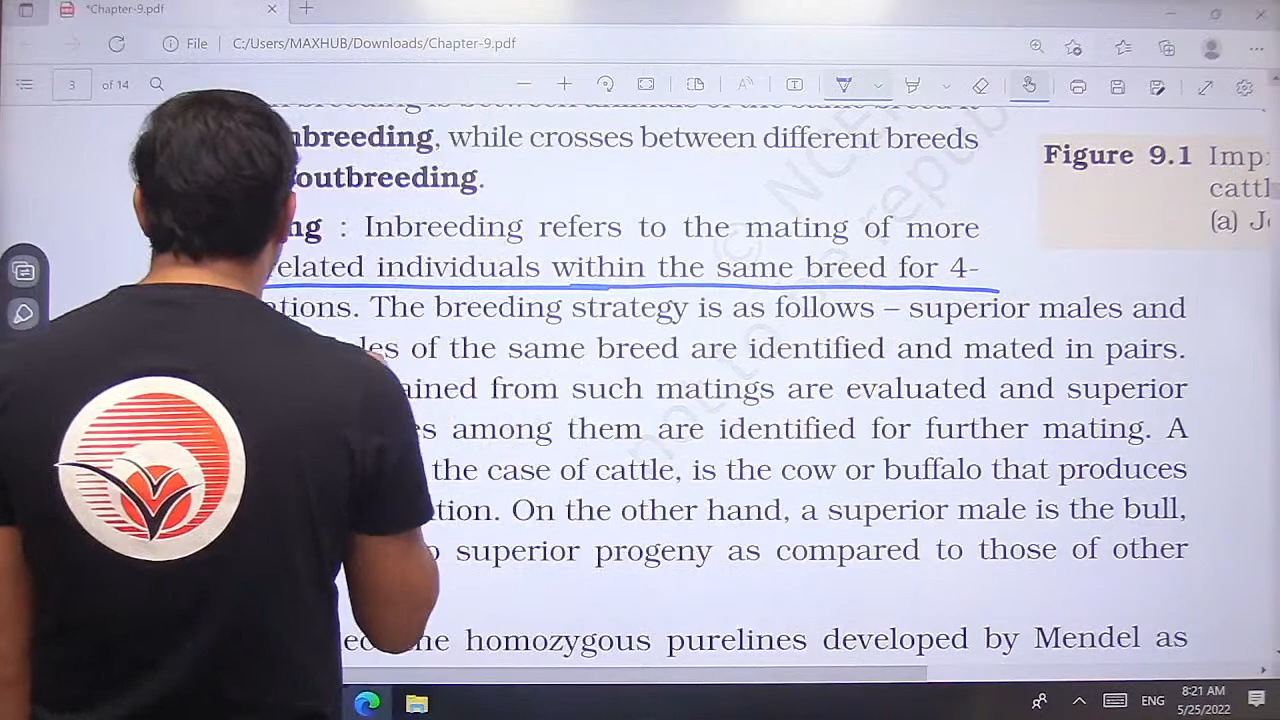 *Chapter-9.pdf
File C:/Users/MAXHUB/Downloads/Chapter-9.pdf
3 of 14
nbreeding, while crosses between different breeds
outbreeding.
ng : Inbreeding refers to the mating of more
related individuals within the same breed for 4-
ations. The breeding strategy is as follows – superior males and
les of the same breed are identified and mated in pairs.
ained from such matings are evaluated and superior
es among them are identified for further mating. A
the case of cattle, is the cow or buffalo that produces
tion. On the other hand, a superior male is the bull,
o superior progeny as compared to those of other
homozygous purelines developed by Mendel as
Figure 9.1 Imp
cattl
(a) J
ENG
8:21 AM
5/25/2022